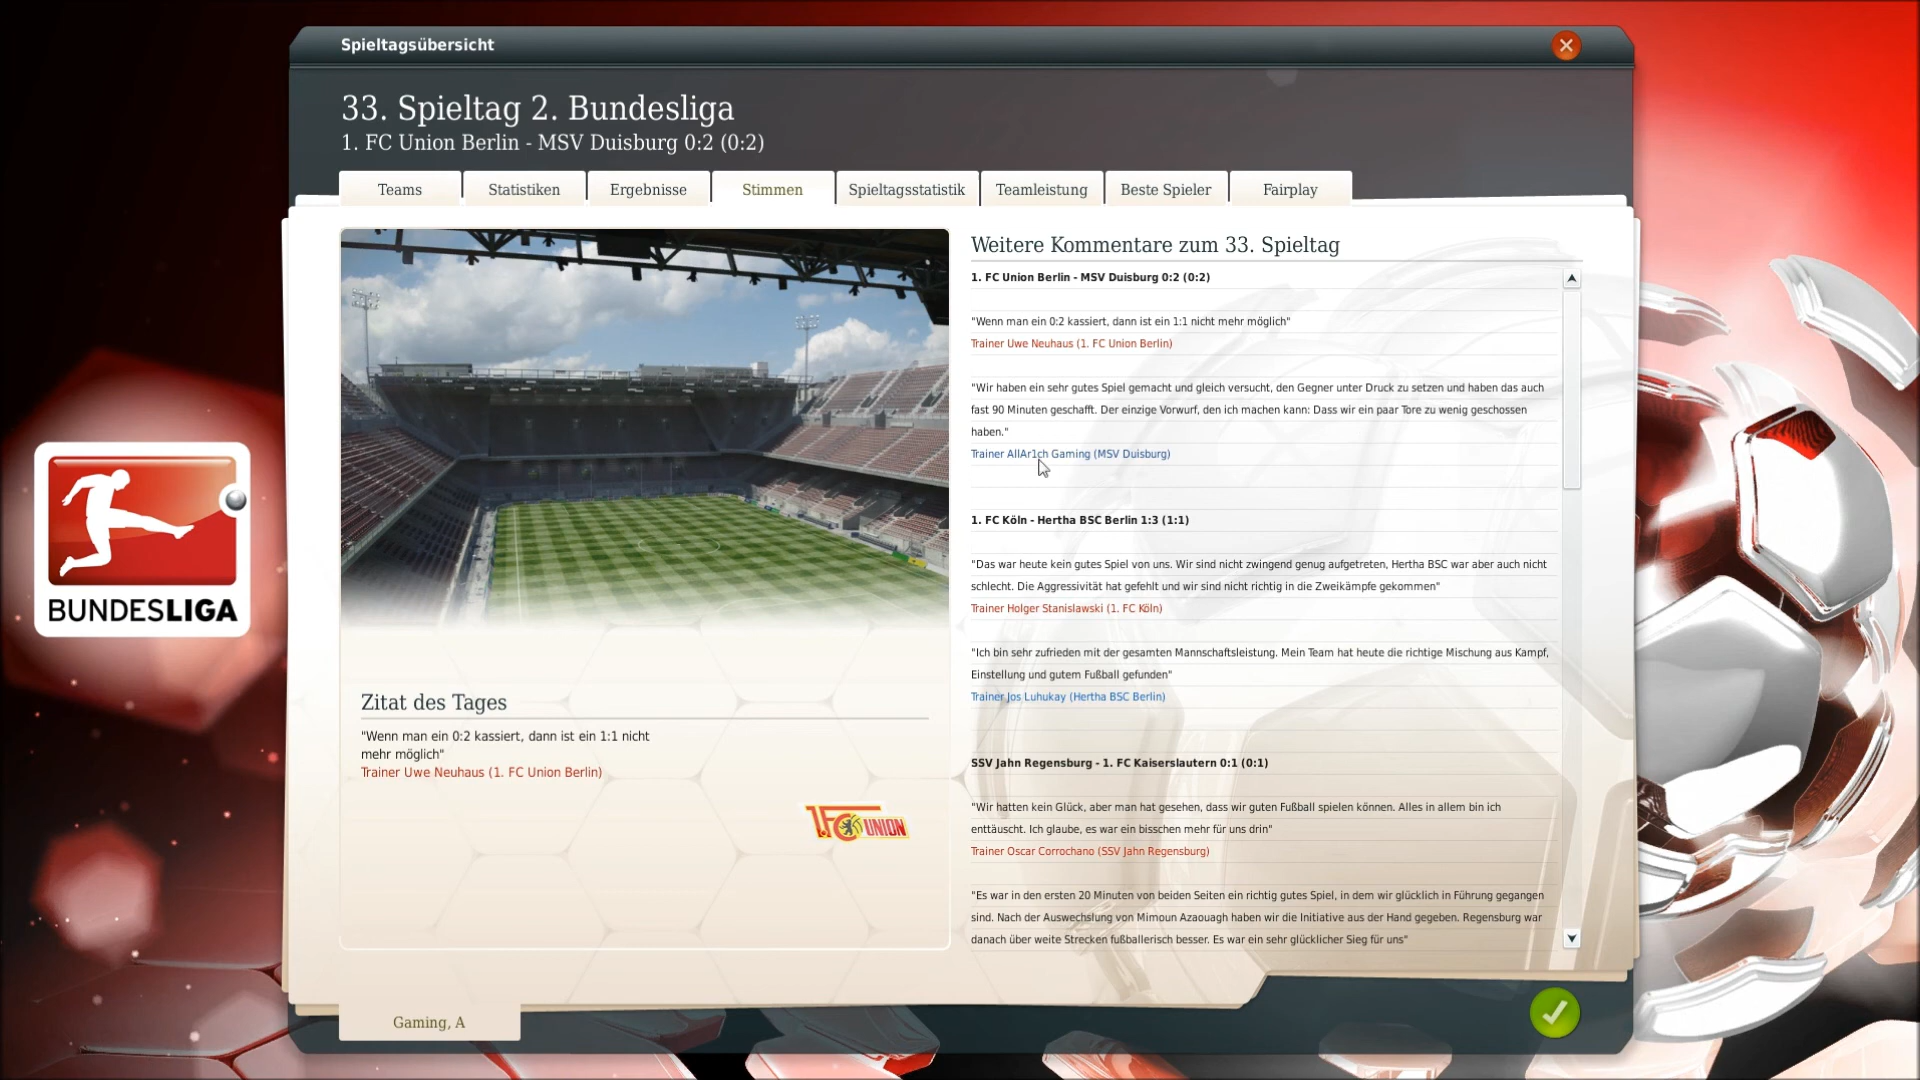 Spieltagsübersicht
33. Spieltag 2. Bundesliga
1. FC Union Berlin - MSV Duisburg 0:2 (0:2)
Teams
Statistiken
Ergebnisse
Stimmen
Spieltagsstatistik
Teamleistung
Beste Spieler
Fairplay
BUNDESLIGA
Zitat des Tages
"Wenn man ein 0:2 kassiert, dann ist ein 1:1 nicht
mehr möglich"
Trainer Uwe Neuhaus (1. FC Union Berlin)
1.FC UNION
Weitere Kommentare zum 33. Spieltag
1. FC Union Berlin - MSV Duisburg 0:2 (0:2)
"Wenn man ein 0:2 kassiert, dann ist ein 1:1 nicht mehr möglich"
Trainer Uwe Neuhaus (1. FC Union Berlin)
"Wir haben ein sehr gutes Spiel gemacht und gleich versucht, den Gegner unter Druck zu setzen und haben das auch
fast 90 Minuten geschafft. Der einzige Vorwurf, den ich machen kann: Dass wir ein paar Tore zu wenig geschossen
haben."
Trainer AllAr1ch Gaming (MSV Duisburg)
1. FC Köln - Hertha BSC Berlin 1:3 (1:1)
"Das war heute kein gutes Spiel von uns. Wir sind nicht zwingend genug aufgetreten, Hertha BSC war aber auch nicht
schlecht. Die Aggressivität hat gefehlt und wir sind nicht richtig in die Zweikämpfe gekommen"
Trainer Holger Stanislawski (1. FC Köln)
"Ich bin sehr zufrieden mit der gesamten Mannschaftsleistung. Mein Team hat heute die richtige Mischung aus Kampf,
Einstellung und gutem Fußball gefunden"
Trainer Jos Luhukay (Hertha BSC Berlin)
SSV Jahn Regensburg - 1. FC Kaiserslautern 0:1 (0:1)
"Wir hatten kein Glück, aber man hat gesehen, dass wir guten Fußball spielen können. Alles in allem bin ich
enttäuscht. Ich glaube, es war ein bisschen mehr für uns drin"
Trainer Oscar Corrochano (SSV Jahn Regensburg)
"Es war in den ersten 20 Minuten von beiden Seiten ein richtig gutes Spiel, in dem wir glücklich in Führung gegangen
sind. Nach der Auswechslung von Mimoun Azaouagh haben wir die Initiative aus der Hand gegeben. Regensburg war
danach über weite Strecken fußballerisch besser. Es war ein sehr glücklicher Sieg für uns"
Gaming, A